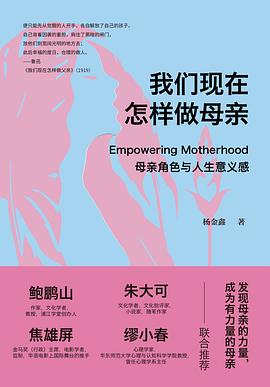 便只能先从觉醒的人开手，各自解放了自己的孩子。
自己背着因袭的重担，肩住了黑暗的闸门，
放他们到宽阔光明的地方去；
此后幸福的度日，合理的做人。
——鲁迅
《我们现在怎样做父亲》（1919）
我们现在
怎样做母亲
Empowering Motherhood
母亲角色与人生意义感
杨金鑫 著
鲍鹏山
作家，文化学者，
教授，浦江学堂创办人
朱大可
文化学者，文化批评家，
小说家，随笔作者
焦雄屏
金马奖（行政）主席，电影学者，
监制，华语电影上国际舞台的推手
缪小春
心理学家，
华东师范大学心理与认知科学学院教授，
曾任心理学系主任
发现母亲的力量，
成为有力量的母亲
——联合推荐